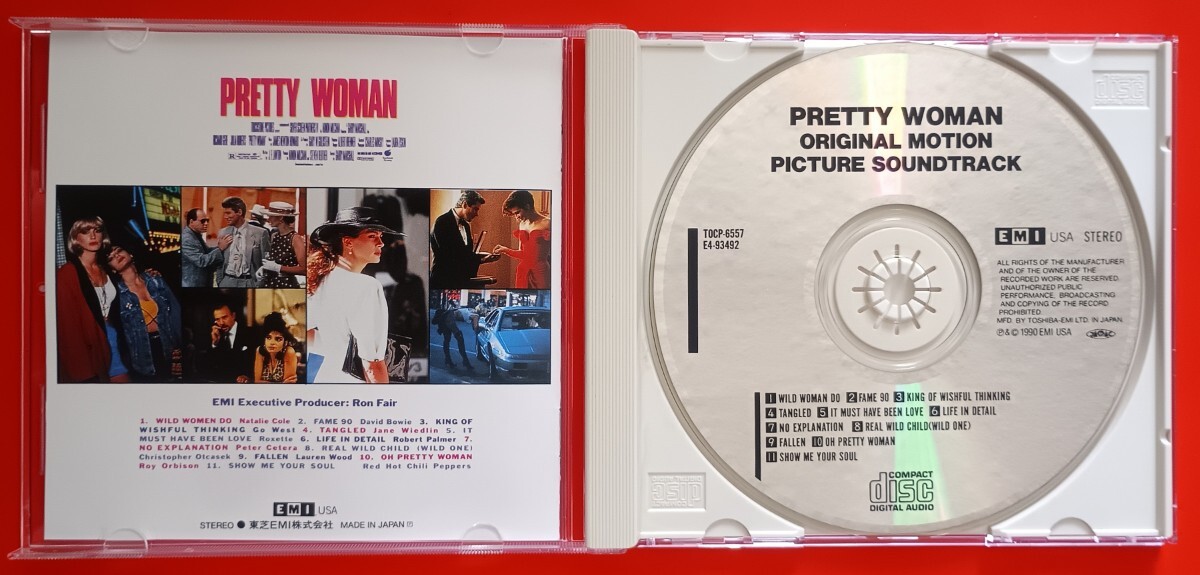 PRETTY WOMAN
EMI Executive Producer: Ron Fair
1. WILD WOMEN DO Natalie Cole 2. FAME 90 David Bowie 3. KING OF
WISHFUL THINKING Go West 4. TANGLED Jane Wiedlin 5. IT
MUST HAVE BEEN LOVE Roxette 6. LIFE IN DETAIL Robert Palmer 7.
NO EXPLANATION Peter Cetera 8. REAL WILD CHILD (WILD ONE)
Christopher Otcasek 9. FALLEN Lauren Wood 10. OH PRETTY WOMAN
Roy Orbison 11. SHOW ME YOUR SOUL Red Hot Chili Peppers
EMI USA
STEREO ● 東芝EMI株式会社 MADE IN JAPAN
PRETTY WOMAN
ORIGINAL MOTION
PICTURE SOUNDTRACK
TOCP-6557
E4-93492
EMI USA STEREO
ALL RIGHTS OF THE MANUFACTURER
AND OF THE OWNER OF THE
RECORDED WORK ARE RESERVED.
UNAUTHORIZED PUBLIC
PERFORMANCE, BROADCASTING
AND COPYING OF THE RECORD
PROHIBITED.
MFD. BY TOSHIBA-EMI LTD. IN JAPAN.
℗&© 1990 EMI USA
1 WILD WOMAN DO 2 FAME 90 3 KING OF WISHFUL THINKING
4 TANGLED 5 IT MUST HAVE BEEN LOVE 6 LIFE IN DETAIL
7 NO EXPLANATION 8 REAL WILD CHILD(WILD ONE)
9 FALLEN 10 OH PRETTY WOMAN
11 SHOW ME YOUR SOUL
COMPACT
disc
DIGITAL AUDIO
disc
disc